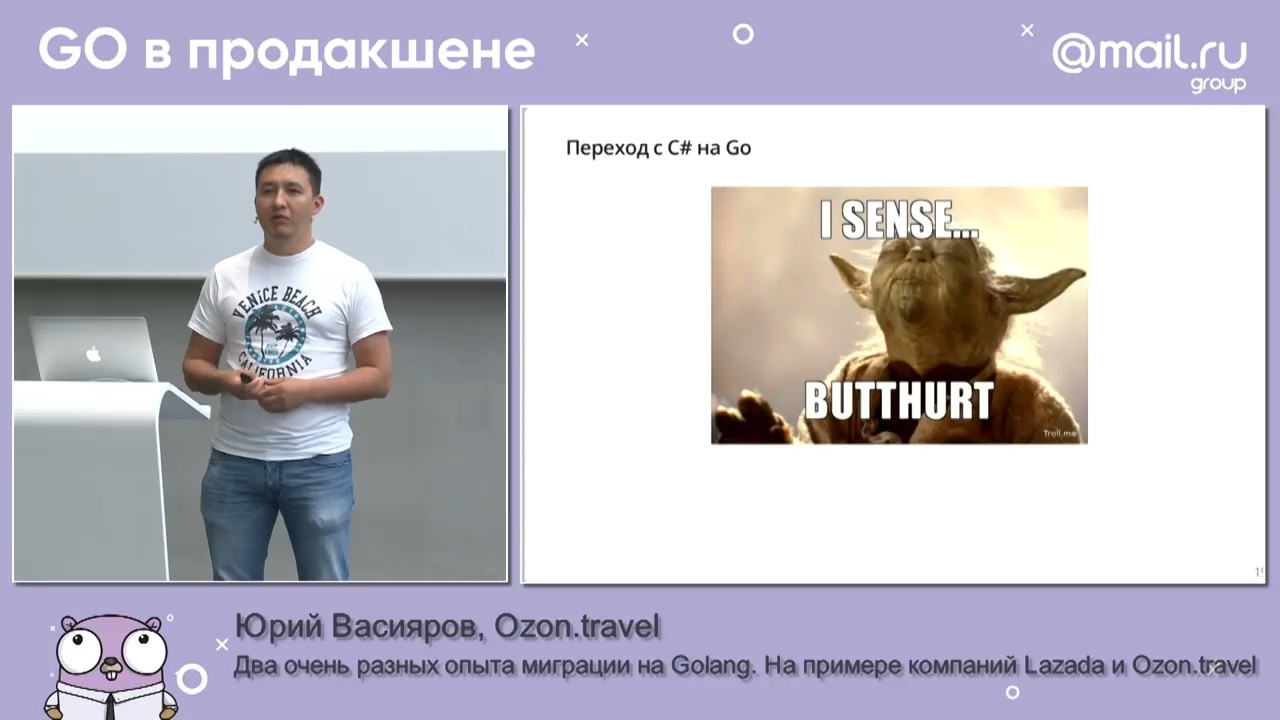 GO в продакшене
@mail.ru
group
Переход с C# на Go
I SENSE...
BUTTHURT
Troll.me
VENICE BEACH
CALIFORNIA
Юрий Васияров, Ozon.travel
Два очень разных опыта миграции на Golang. На примере компаний Lazada и Ozon.travel